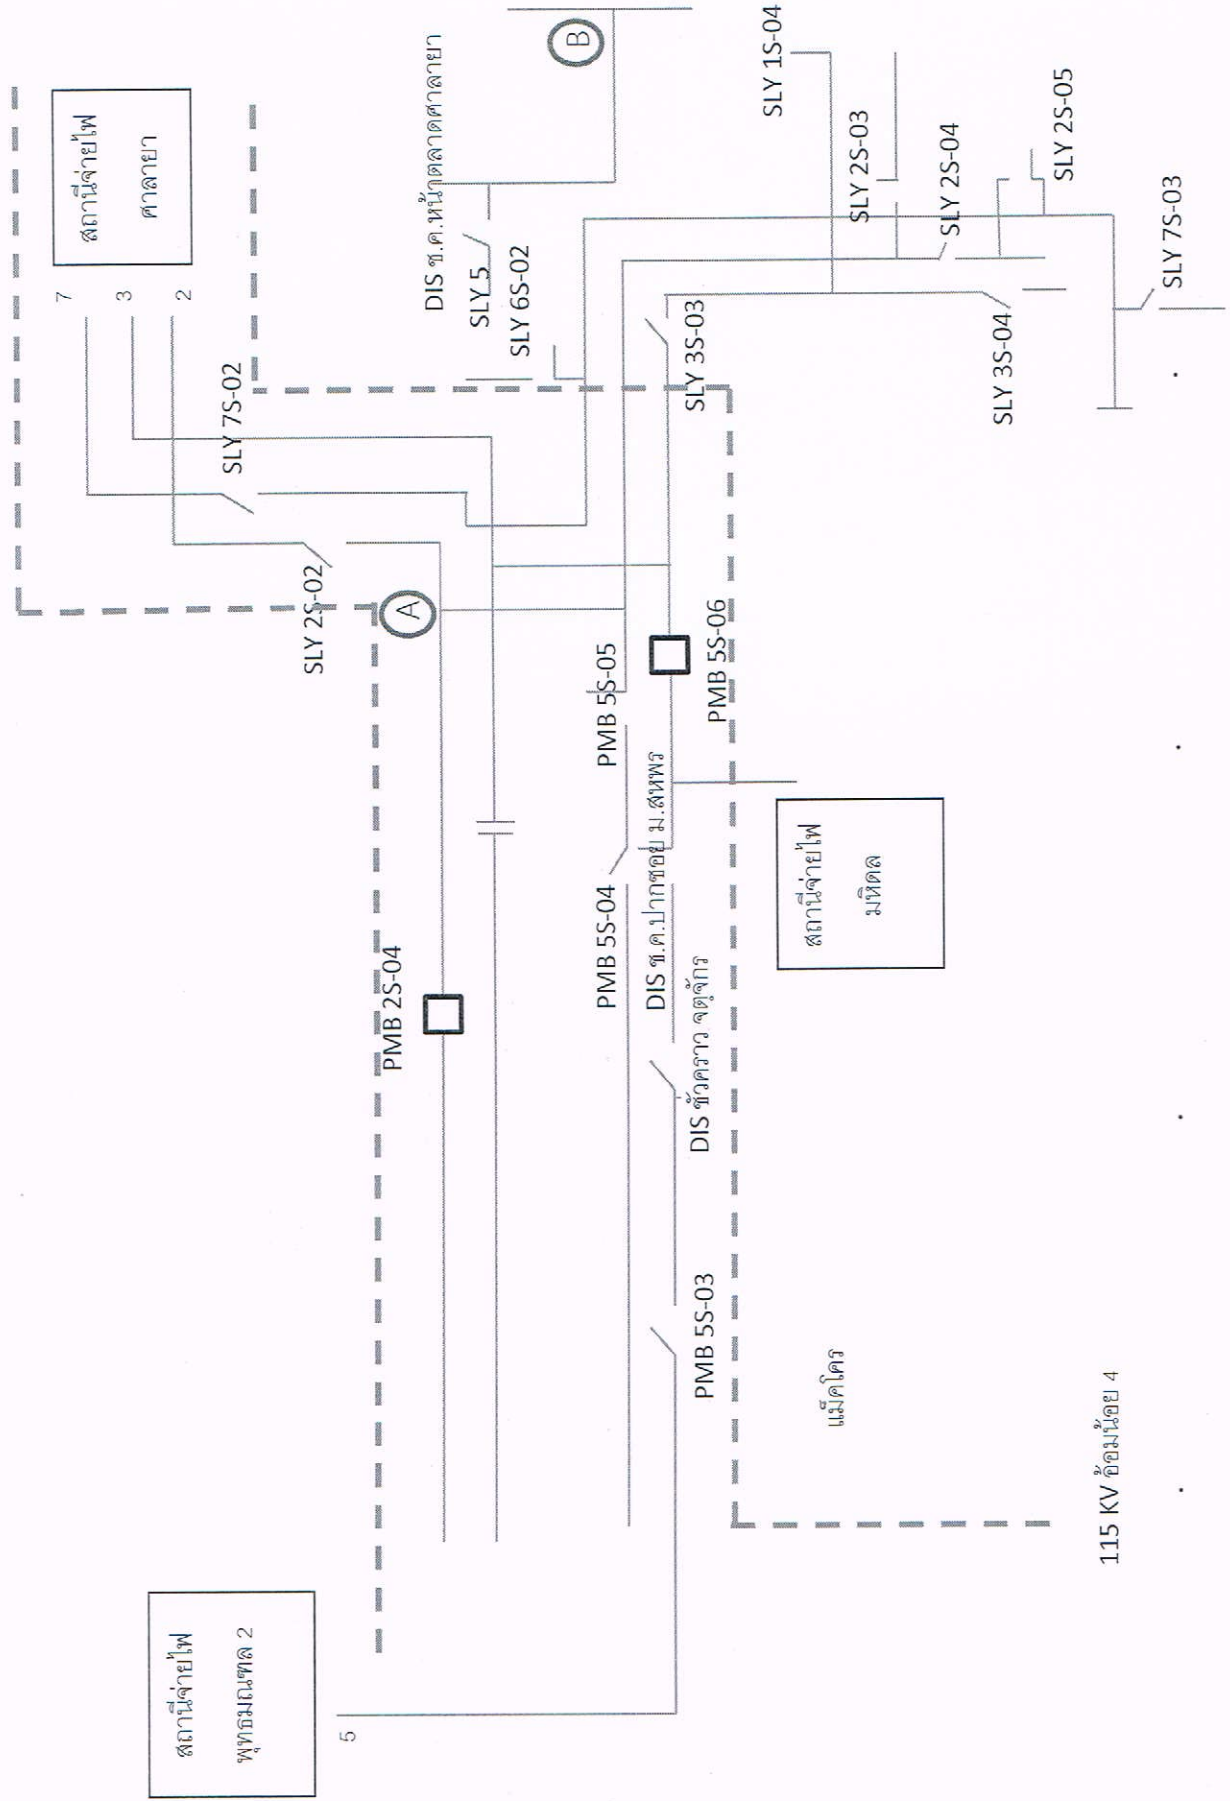 สถานีจ่ายไฟ
พุทธมณฑล 2
5
สถานีจ่ายไฟ
ศาลายา
7
3
2
SLY 7S-02
SLY 2S-02
A
PMB 2S-04
DIS ช.ค.หน้าตลาดศาลายา
SLY 5
SLY 6S-02
B
PMB 5S-04
PMB 5S-05
DIS ช.ค.ปากซอย ม.สหพร
DIS ชั่วคราว จตุจักร
PMB 5S-03
PMB 5S-06
SLY 3S-03
SLY 1S-04
SLY 2S-03
SLY 2S-04
SLY 2S-05
SLY 3S-04
SLY 7S-03
สถานีจ่ายไฟ
มหิดล
แม็คโคร
115 KV อ้อมน้อย 4